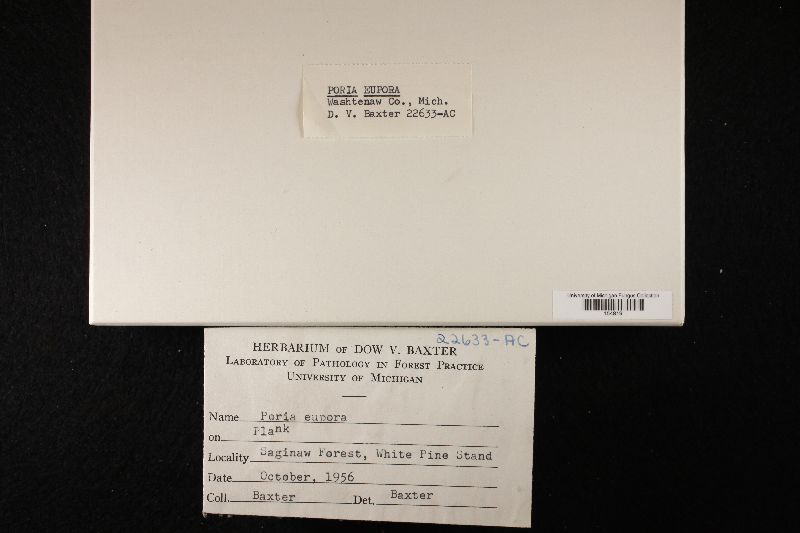 PORIA EUPORA
Washtenaw Co., Mich.
D. V. Baxter 22633-AC
University of Michigan Fungus Collection
22633-AC
HERBARIUM OF DOW V. BAXTER
LABORATORY OF PATHOLOGY IN FOREST PRACTICE
UNIVERSITY OF MICHIGAN
Name Poria eupora
on Plank
Locality Saginaw Forest, White Pine Stand
Date October, 1956
Coll. Baxter Det. Baxter